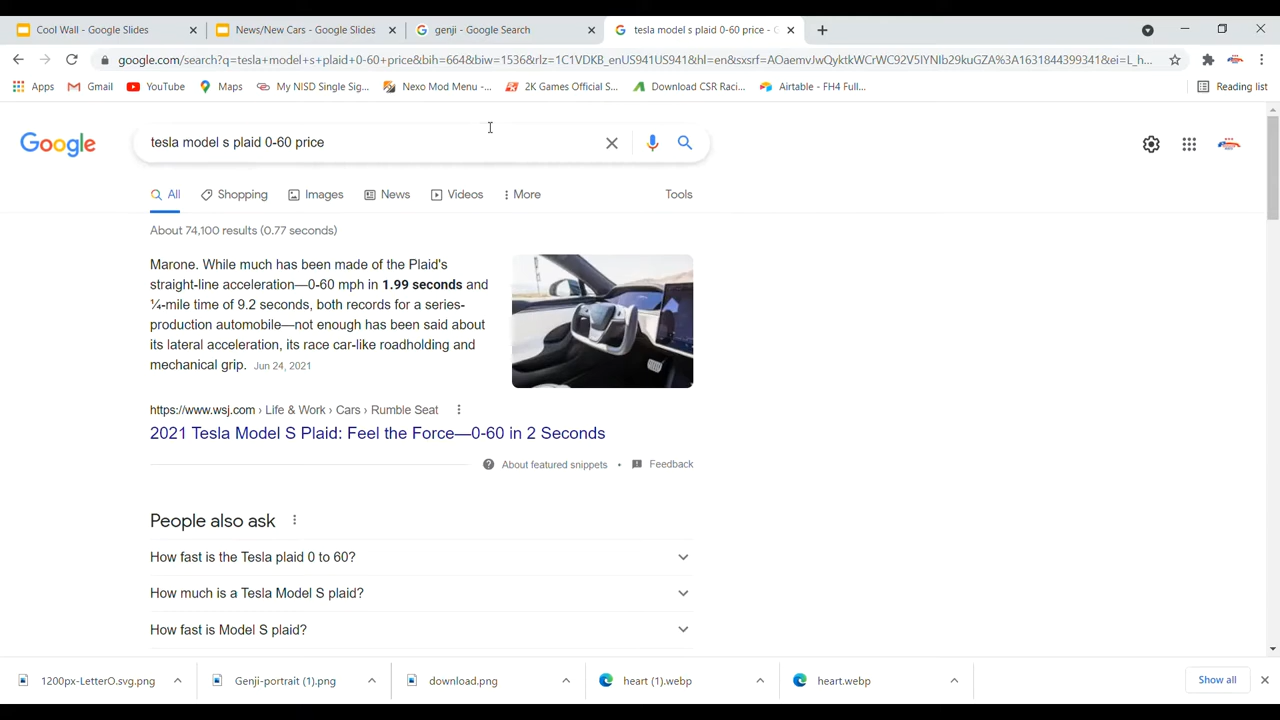 Cool Wall - Google Slides
News/New Cars - Google Slides
genji - Google Search
tesla model s plaid 0-60 price - G
google.com/search?q=tesla+model+s+plaid+0-60+price&bih=664&biw=1536&rlz=1C1VDKB_enUS941US941&hl=en&sxsrf=AOaemvJwQyktkWCrWC92V5lYNIb29kuGZA%3A1631844399341&ei=L_h...
Apps
Gmail
YouTube
Maps
My NISD Single Sig...
Nexo Mod Menu -...
2K Games Official S...
Download CSR Raci...
Airtable - FH4 Full...
Reading list
Google
tesla model s plaid 0-60 price
All
Shopping
Images
News
Videos
More
Tools
About 74,100 results (0.77 seconds)
Marone. While much has been made of the Plaid's
straight-line acceleration—0-60 mph in 1.99 seconds and
¼-mile time of 9.2 seconds, both records for a series-
production automobile—not enough has been said about
its lateral acceleration, its race car-like roadholding and
mechanical grip. Jun 24, 2021
https://www.wsj.com › Life & Work › Cars › Rumble Seat
2021 Tesla Model S Plaid: Feel the Force—0-60 in 2 Seconds
About featured snippets • Feedback
People also ask
How fast is the Tesla plaid 0 to 60?
How much is a Tesla Model S plaid?
How fast is Model S plaid?
1200px-LetterO.svg.png
Genji-portrait (1).png
download.png
heart (1).webp
heart.webp
Show all